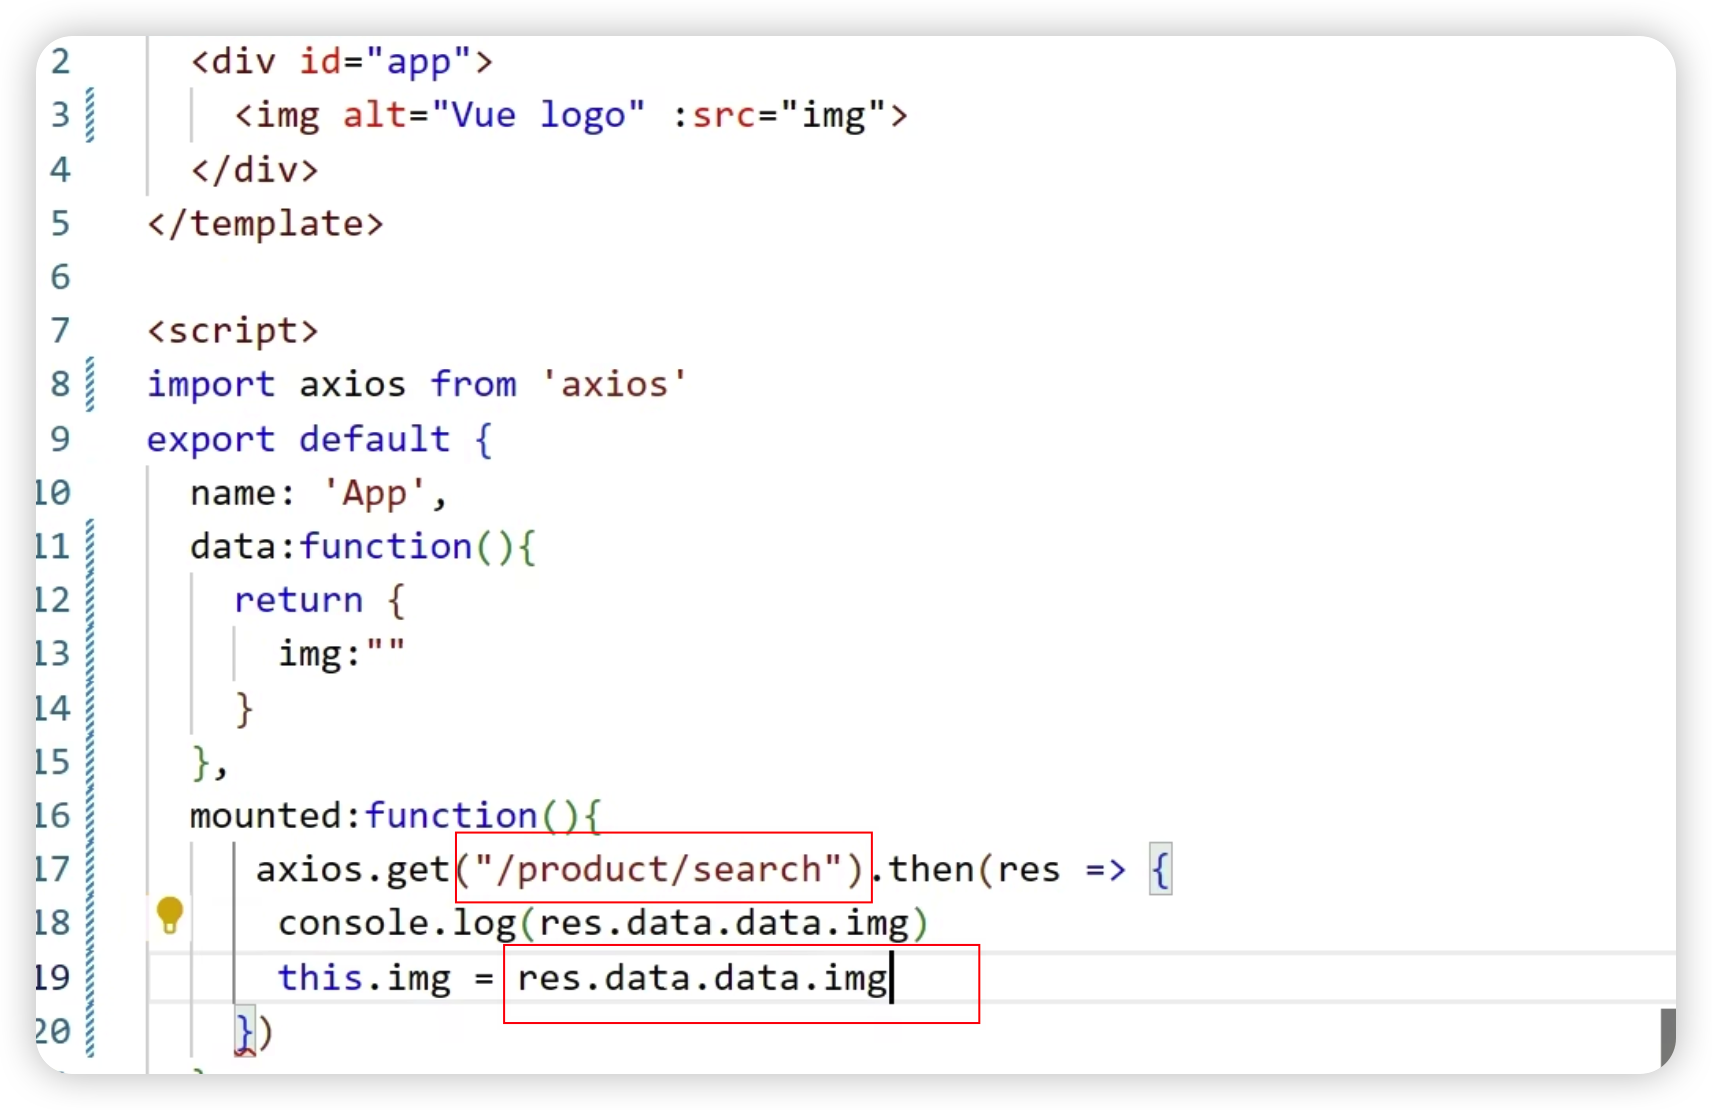 2 <div id="app">
3 <img alt="Vue logo" :src="img">
4 </div>
5 </template>
6
7 <script>
8 import axios from 'axios'
9 export default {
10 name: 'App',
11 data:function(){
12 return {
13 img:""
14 }
15 },
16 mounted:function(){
17 axios.get("/product/search").then(res => {
18 console.log(res.data.data.img)
19 this.img = res.data.data.img
20 })